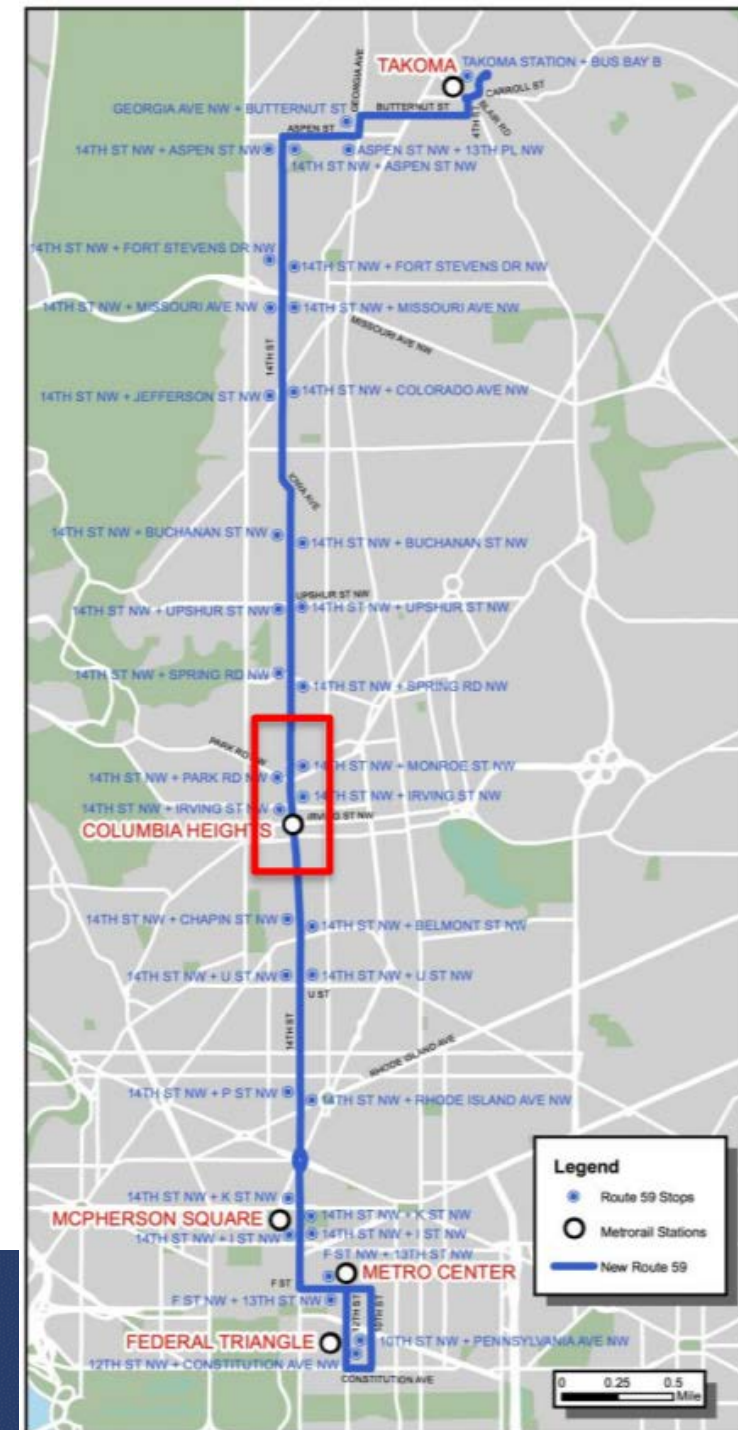 GEORGIA AVE
TAKOMA
TAKOMA STATION + BUS BAY B
CARROLL ST
GEORGIA AVE NW + BUTTERNUT ST
BUTTERNUT ST
4TH ST
BLAIR RD
ASPEN ST
14TH ST NW + ASPEN ST NW
ASPEN ST NW + 13TH PL NW
14TH ST NW + ASPEN ST NW
14TH ST NW + FORT STEVENS DR NW
14TH ST NW + FORT STEVENS DR NW
14TH ST NW + MISSOURI AVE NW
14TH ST NW + MISSOURI AVE NW
MISSOURI AVE NW
14TH ST
14TH ST NW + JEFFERSON ST NW
14TH ST NW + COLORADO AVE NW
IOWA AVE
14TH ST NW + BUCHANAN ST NW
14TH ST NW + BUCHANAN ST NW
UPSHUR ST NW
14TH ST NW + UPSHUR ST NW
14TH ST NW + UPSHUR ST NW
14TH ST NW + SPRING RD NW
14TH ST NW + SPRING RD NW
PARK RD NW
14TH ST NW + MONROE ST NW
14TH ST NW + PARK RD NW
14TH ST NW + IRVING ST NW
14TH ST NW + IRVING ST NW
IRVING ST NW
COLUMBIA HEIGHTS
14TH ST NW + CHAPIN ST NW
14TH ST NW + BELMONT ST NW
14TH ST NW + U ST NW
14TH ST NW + U ST NW
U ST
14TH ST
RHODE ISLAND AVE
14TH ST NW + P ST NW
14TH ST NW + RHODE ISLAND AVE NW
14TH ST NW + K ST NW
14TH ST NW + K ST NW
MCPHERSON SQUARE
14TH ST NW + I ST NW
14TH ST NW + I ST NW
F ST NW + 13TH ST NW
METRO CENTER
F ST
F ST NW + 13TH ST NW
12TH ST
10TH ST
FEDERAL TRIANGLE
10TH ST NW + PENNSYLVANIA AVE NW
12TH ST NW + CONSTITUTION AVE NW
CONSTITUTION AVE
Legend
Route 59 Stops
Metrorail Stations
New Route 59
0 0.25 0.5
Mile